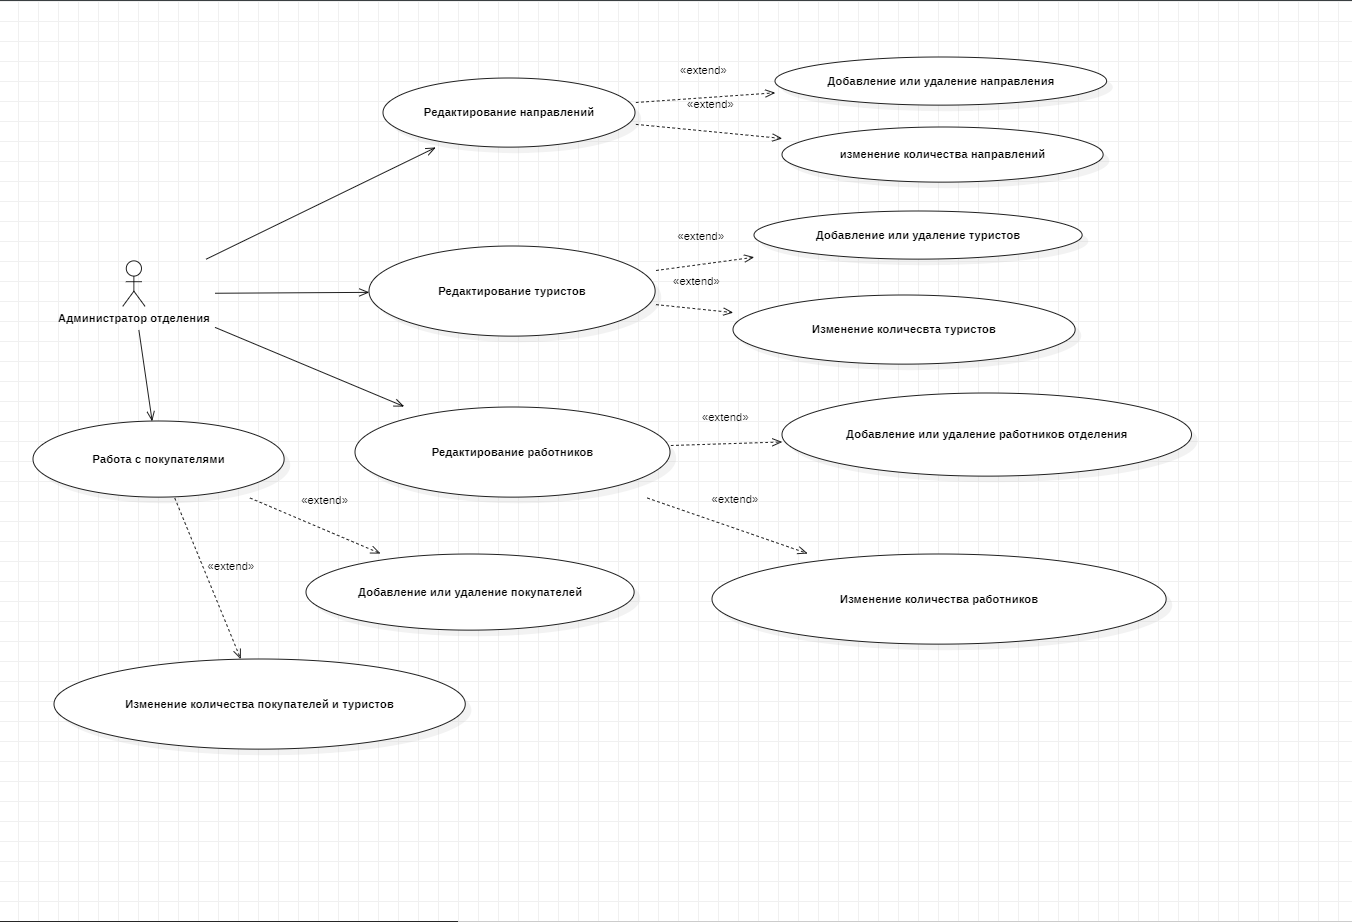 «extend»
Добавление или удаление направления
«extend»
Редактирование направлений
изменение количества направлений
«extend»
Добавление или удаление туристов
«extend»
Редактирование туристов
Администратор отделения
Изменение количесвта туристов
«extend»
Добавление или удаление работников отделения
Редактирование работников
Работа с покупателями
«extend»
«extend»
«extend»
Добавление или удаление покупателей
Изменение количества работников
Изменение количества покупателей и туристов